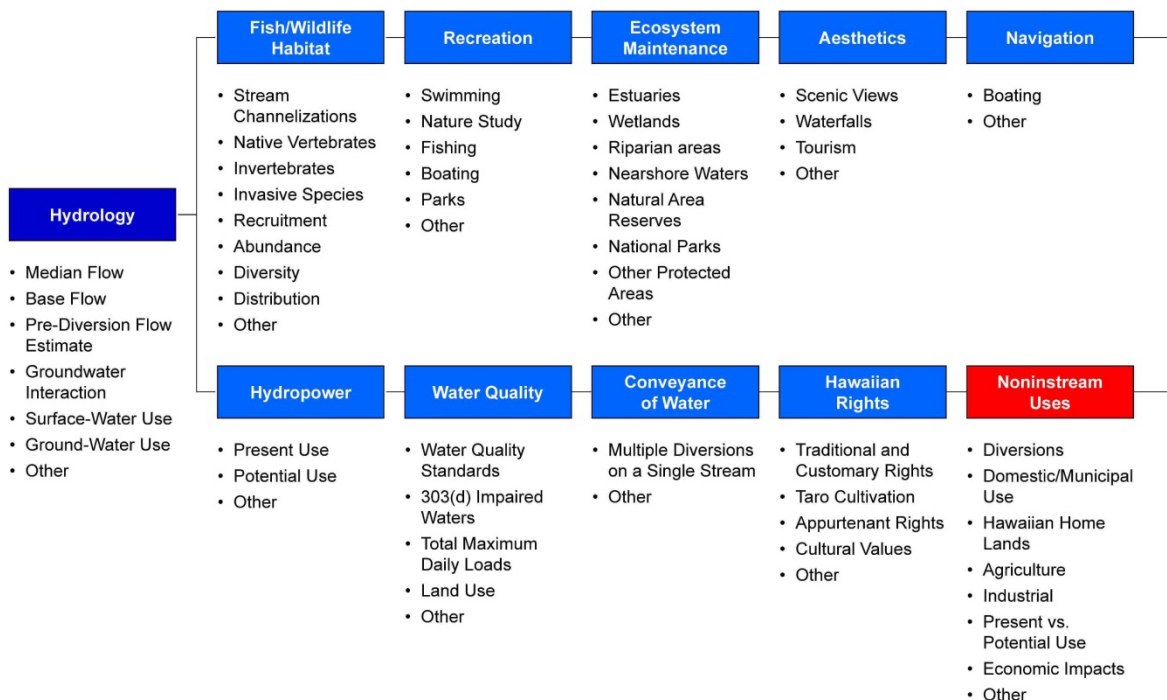 Fish/Wildlife
Habitat
• Stream
Channelizations
• Native Vertebrates
• Invertebrates
• Invasive Species
• Recruitment
• Abundance
• Diversity
• Distribution
• Other
Recreation
• Swimming
• Nature Study
• Fishing
• Boating
• Parks
• Other
Ecosystem
Maintenance
• Estuaries
• Wetlands
• Riparian areas
• Nearshore Waters
• Natural Area
Reserves
• National Parks
• Other Protected
Areas
• Other
Aesthetics
• Scenic Views
• Waterfalls
• Tourism
• Other
Navigation
• Boating
• Other
Hydrology
• Median Flow
• Base Flow
• Pre-Diversion Flow
Estimate
• Groundwater
Interaction
• Surface-Water Use
• Ground-Water Use
• Other
Hydropower
• Present Use
• Potential Use
• Other
Water Quality
• Water Quality
Standards
• 303(d) Impaired
Waters
• Total Maximum
Daily Loads
• Land Use
• Other
Conveyance
of Water
• Multiple Diversions
on a Single Stream
• Other
Hawaiian
Rights
• Traditional and
Customary Rights
• Taro Cultivation
• Appurtenant Rights
• Cultural Values
• Other
Noninstream
Uses
• Diversions
• Domestic/Municipal
Use
• Hawaiian Home
Lands
• Agriculture
• Industrial
• Present vs.
Potential Use
• Economic Impacts
• Other